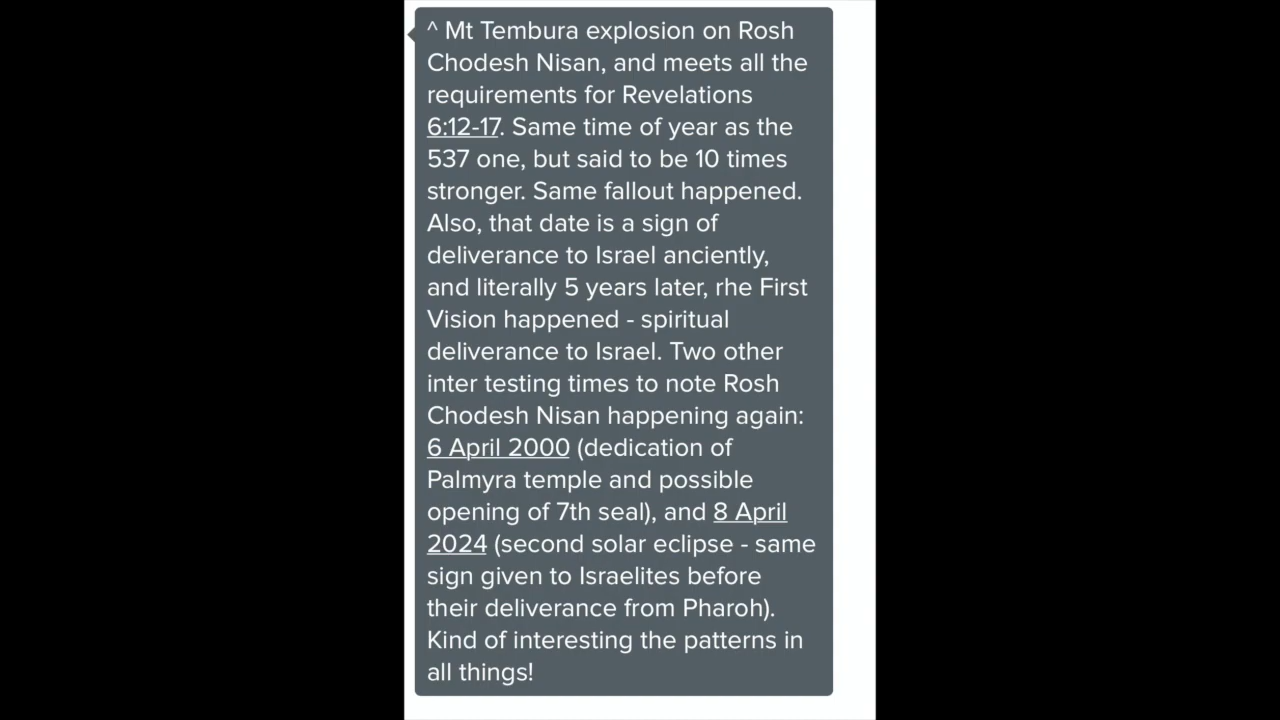 ^ Mt Tembura explosion on Rosh
Chodesh Nisan, and meets all the
requirements for Revelations
6:12-17. Same time of year as the
537 one, but said to be 10 times
stronger. Same fallout happened.
Also, that date is a sign of
deliverance to Israel anciently,
and literally 5 years later, rhe First
Vision happened - spiritual
deliverance to Israel. Two other
inter testing times to note Rosh
Chodesh Nisan happening again:
6 April 2000 (dedication of
Palmyra temple and possible
opening of 7th seal), and 8 April
2024 (second solar eclipse - same
sign given to Israelites before
their deliverance from Pharoh).
Kind of interesting the patterns in
all things!